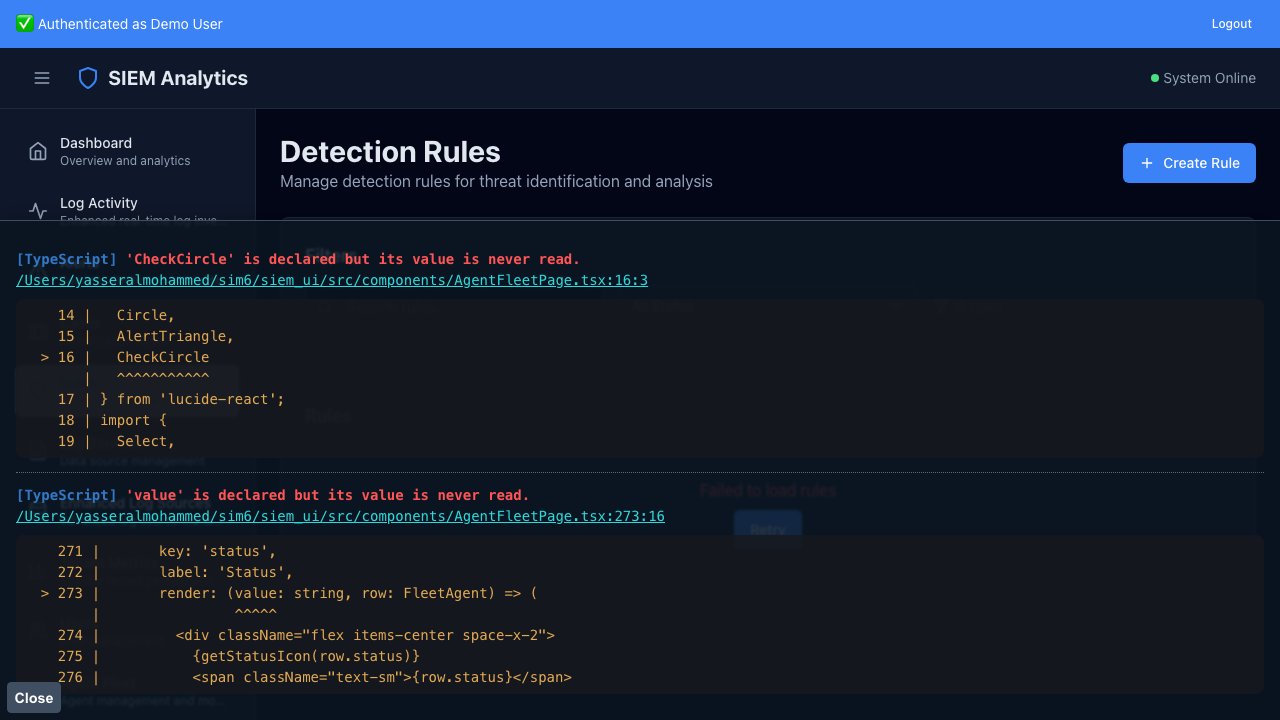 ✅ Authenticated as Demo User
Logout
SIEM Analytics
System Online
Dashboard
Overview and analytics
Log Activity
Detection Rules
Manage detection rules for threat identification and analysis
Create Rule
Filters
[TypeScript] 'CheckCircle' is declared but its value is never read.
/Users/yasseralmohammed/sim6/siem_ui/src/components/AgentFleetPage.tsx:16:3
14 |   Circle,
15 |   AlertTriangle,
> 16 |   CheckCircle
|   ^^^^^^^^^^^
17 | } from 'lucide-react';
18 | import {
19 |   Select,
Rules
Data source management
[TypeScript] 'value' is declared but its value is never read.
/Users/yasseralmohammed/sim6/siem_ui/src/components/AgentFleetPage.tsx:273:16
Enhanced Log Sources
Failed to load rules
Retry
271 |       key: 'status',
272 |       label: 'Status',
> 273 |       render: (value: string, row: FleetAgent) => (
|                ^^^^^
274 |         <div className="flex items-center space-x-2">
275 |           {getStatusIcon(row.status)}
276 |           <span className="text-sm">{row.status}</span>
Close
Agent management and mo...